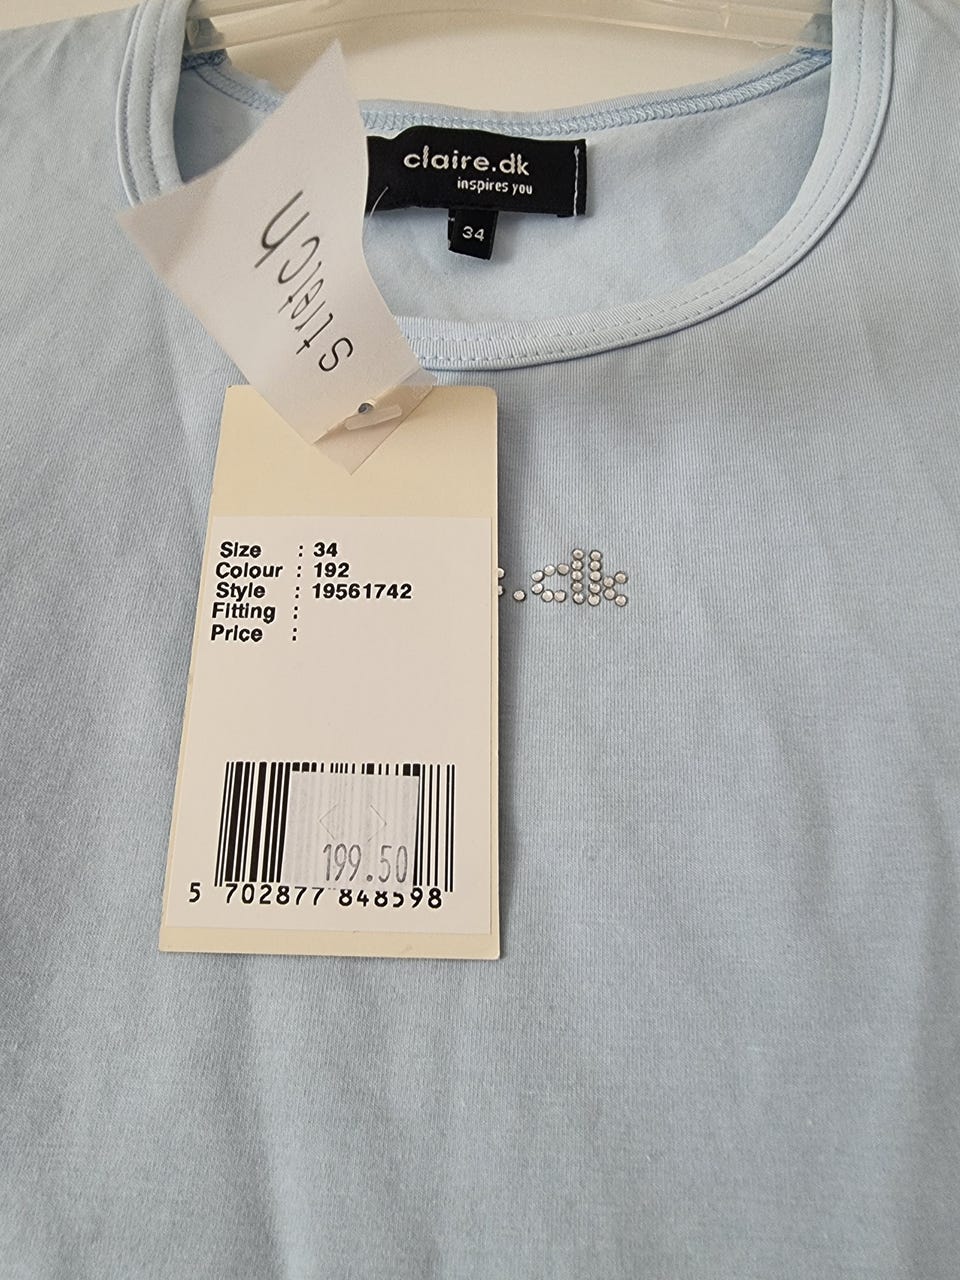 claire.dk
inspires you
34
stretch
Size : 34
Colour : 192
Style : 19561742
Fitting :
Price :
.dk
199.50
5 702877 848598